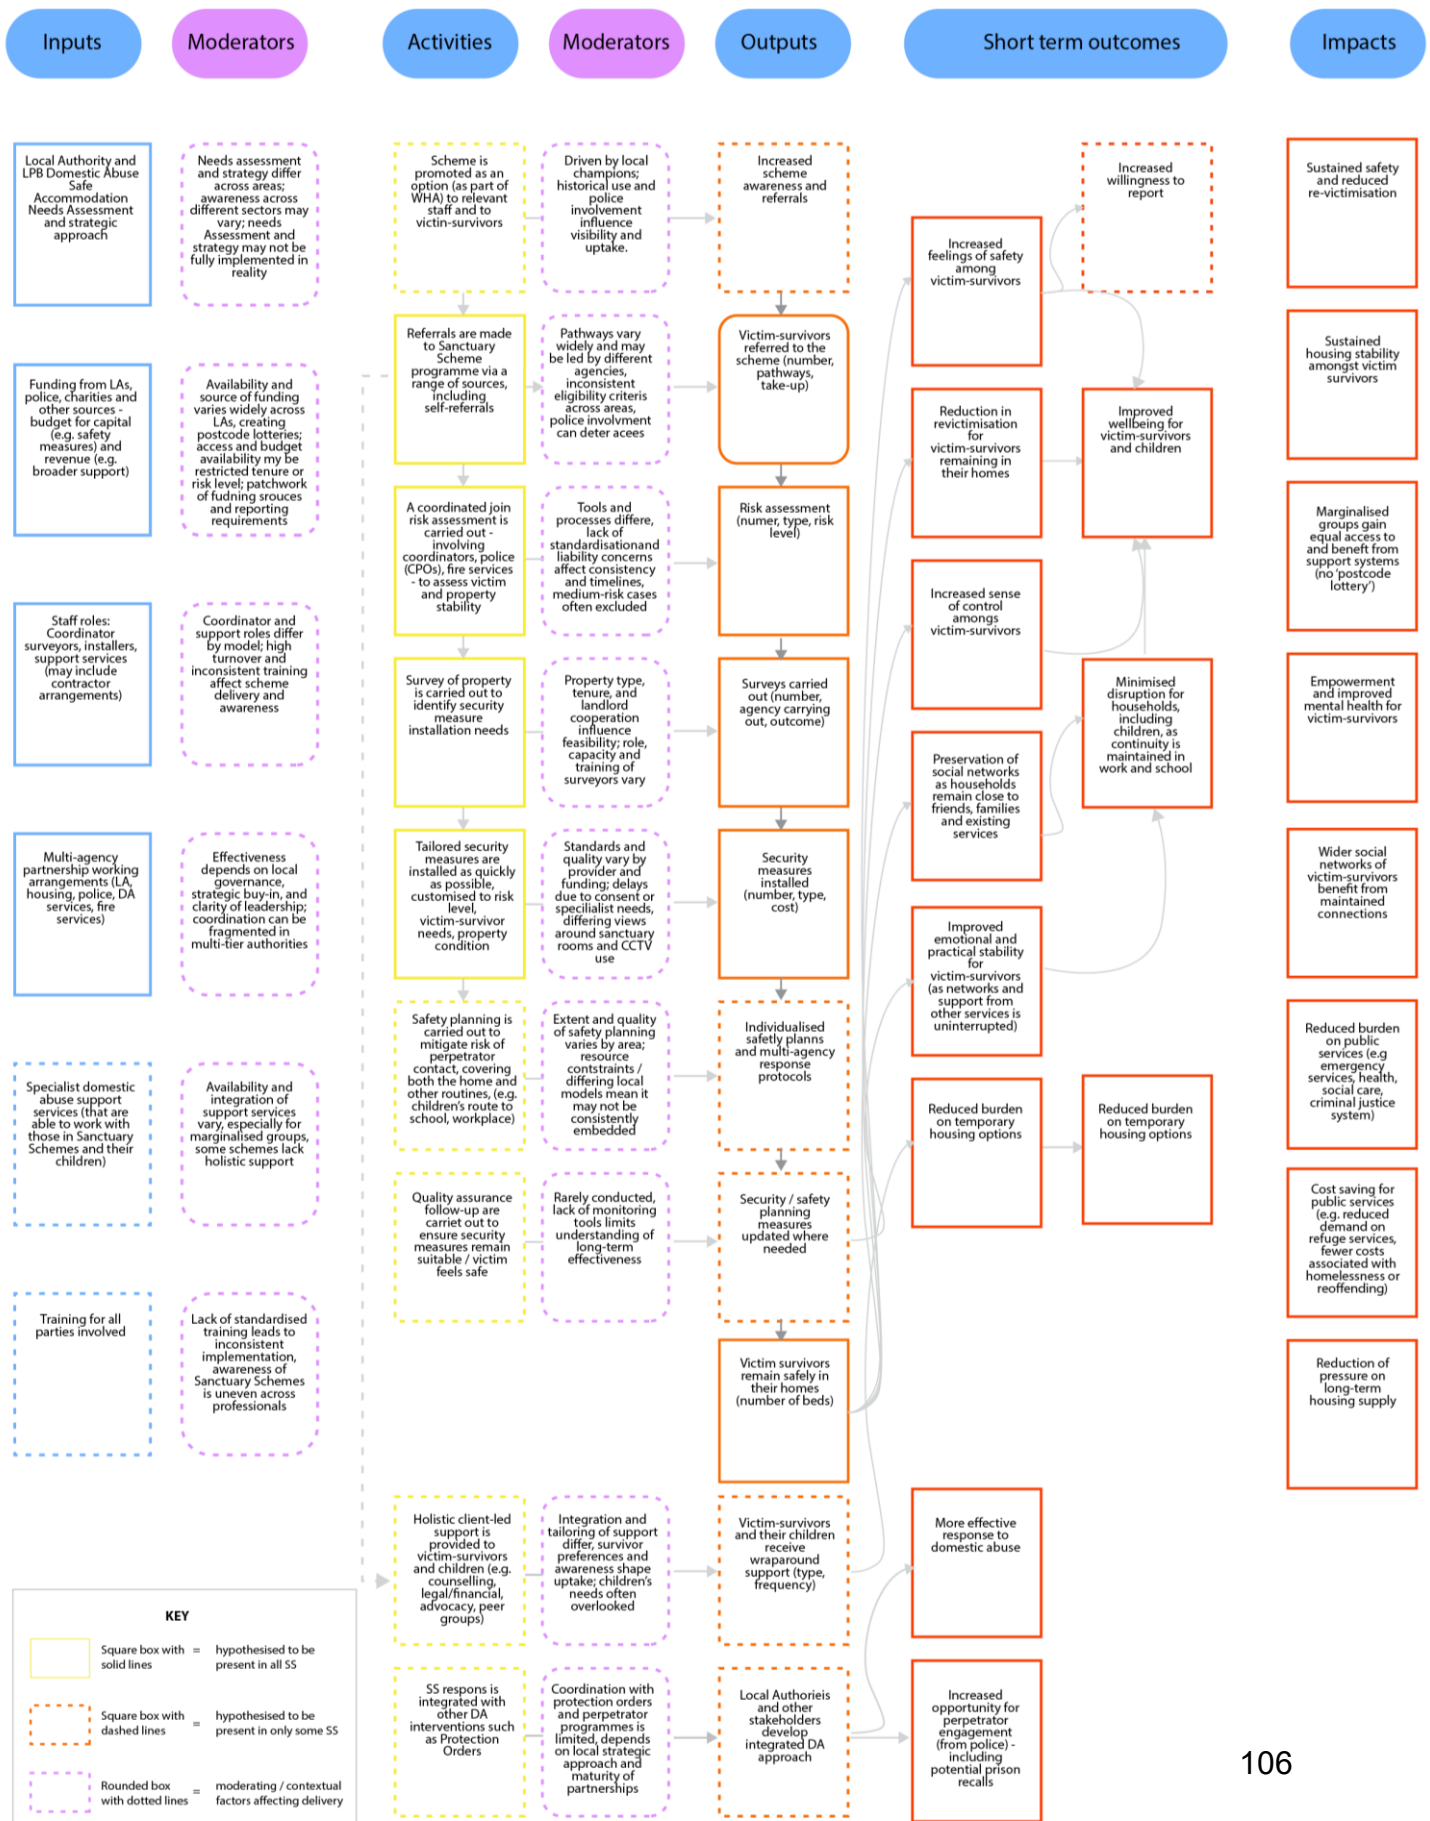 Inputs
Moderators
Activities
Moderators
Outputs
Short term outcomes
Impacts
Local Authority and
LPB Domestic Abuse
Safe
Accommodation
Needs Assessment
and strategic
approach
Funding from LAs,
police, charities and
other sources -
budget for capital
(e.g. safety
measures) and
revenue (e.g.
broader support)
Staff roles:
Coordinator
surveyors, installers,
support services
(may include
contractor
arrangements)
Multi-agency
partnership working
arrangements (LA,
housing, police, DA
services, fire
services)
Specialist domestic
abuse support
services (that are
able to work with
those in Sanctuary
Schemes and their
children)
Training for all
parties involved
Needs assessment
and strategy differ
across areas;
awareness across
different sectors may
vary; needs
Assessment and
strategy may not be
fully implemented in
reality
Availability and
source of funding
varies widely across
LAs, creating
postcode lotteries;
access and budget
availability my be
restricted tenure or
risk level; patchwork
of fudning srouces
and reporting
requirements
Coordinator and
support roles differ
by model; high
turnover and
inconsistent training
affect scheme
delivery and
awareness
Effectiveness
depends on local
governance,
strategic buy-in, and
clarity of leadership;
coordination can be
fragmented in
multi-tier authorities
Availability and
integration of
support services
vary, especially for
marginalised groups,
some schemes lack
holistic support
Lack of standardised
training leads to
inconsistent
implementation,
awareness of
Sanctuary Schemes
is uneven across
professionals
Scheme is
promoted as an
option (as part of
WHA) to relevant
staff and to
victin-survivors
Referrals are made
to Sanctuary
Scheme
programme via a
range of sources,
including
self-referrals
A coordinated join
risk assessment is
carried out -
involving
coordinators, police
(CPOs), fire services
- to assess victim
and property
stability
Survey of property
is carried out to
identify security
measure
installation needs
Tailored security
measures are
installed as quickly
as possible,
customised to risk
level,
victim-survivor
needs, property
condition
Safety planning is
carried out to
mitigate risk of
perpetrator
contact, covering
both the home and
other routines, (e.g.
children's route to
school, workplace)
Quality assurance
follow-up are
carriet out to
ensure security
measures remain
suitable / victim
feels safe
Holistic client-led
support is
provided to
victim-survivors
and children (e.g.
counselling,
legal/financial,
advocacy, peer
groups)
SS respons is
integrated with
other DA
interventions such
as Protection
Orders
Driven by local
champions;
historical use and
police
involvement
influence
visibility and
uptake.
Pathways vary
widely and may
be led by different
agencies,
inconsistent
eligibility criteris
across areas,
police involvment
can deter acees
Tools and
processes differe,
lack of
standardisationand
liability concerns
affect consistency
and timelines,
medium-risk cases
often excluded
Property type,
tenure, and
landlord
cooperation
influence
feasibility; role,
capacity and
training of
surveyors vary
Standards and
quality vary by
provider and
funding; delays
due to consent or
specilialist needs,
differing views
around sanctuary
rooms and CCTV
use
Extent and quality
of safety planning
varies by area;
resource
contstraints /
differing local
models mean it
may not be
consistently
embedded
Rarely conducted,
lack of monitoring
tools limits
understanding of
long-term
effectiveness
Integration and
tailoring of support
differ, survivor
preferences and
awareness shape
uptake; children's
needs often
overlooked
Coordination with
protection orders
and perpetrator
programmes is
limited, depends
on local strategic
approach and
maturity of
partnerships
Increased
scheme
awareness and
referrals
Victim-survivors
referred to the
scheme (number,
pathways,
take-up)
Risk assessment
(numer, type, risk
level)
Surveys carried
out (number,
agency carrying
out, outcome)
Security
measures
installed
(number, type,
cost)
Individualised
safetly planns
and multi-agency
response
protocols
Security / safety
planning
measures
updated where
needed
Victim survivors
remain safely in
their homes
(number of beds)
Victim-survivors
and their children
receive
wraparound
support (type,
frequency)
Local Authorieis
and other
stakeholders
develop
integrated DA
approach
Increased
feelings of safety
among
victim-survivors
Reduction in
revictimisation
for
victim-survivors
remaining in
their homes
Increased sense
of control
amongs
victim-survivors
Preservation of
social networks
as households
remain close to
friends, families
and existing
services
Improved
emotional and
practical stability
for
victim-survivors
(as networks and
support from
other services is
uninterrupted)
Reduced burden
on temporary
housing options
More effective
response to
domestic abuse
Increased
opportunity for
perpetrator
engagement
(from police) -
including
potential prison
recalls
Increased
willingness to
report
Improved
wellbeing for
victim-survivors
and children
Minimised
disruption for
households,
including
children, as
continuity is
maintained in
work and school
Reduced burden
on temporary
housing options
Sustained safety
and reduced
re-victimisation
Sustained
housing stability
amongst victim
survivors
Marginalised
groups gain
equal access to
and benefit from
support systems
(no 'postcode
lottery')
Empowerment
and improved
mental health for
victim-survivors
Wider social
networks of
victim-survivors
benefit from
maintained
connections
Reduced burden
on public
services (e.g
emergency
services, health,
social care,
criminal justice
system)
Cost saving for
public services
(e.g. reduced
demand on
refuge services,
fewer costs
associated with
homelessness or
reoffending)
Reduction of
pressure on
long-term
housing supply
KEY
Square box with = hypothesised to be
solid lines present in all SS
Square box with = hypothesised to be
dashed lines present in only some SS
Rounded box = moderating / contextual
with dotted lines factors affecting delivery
106